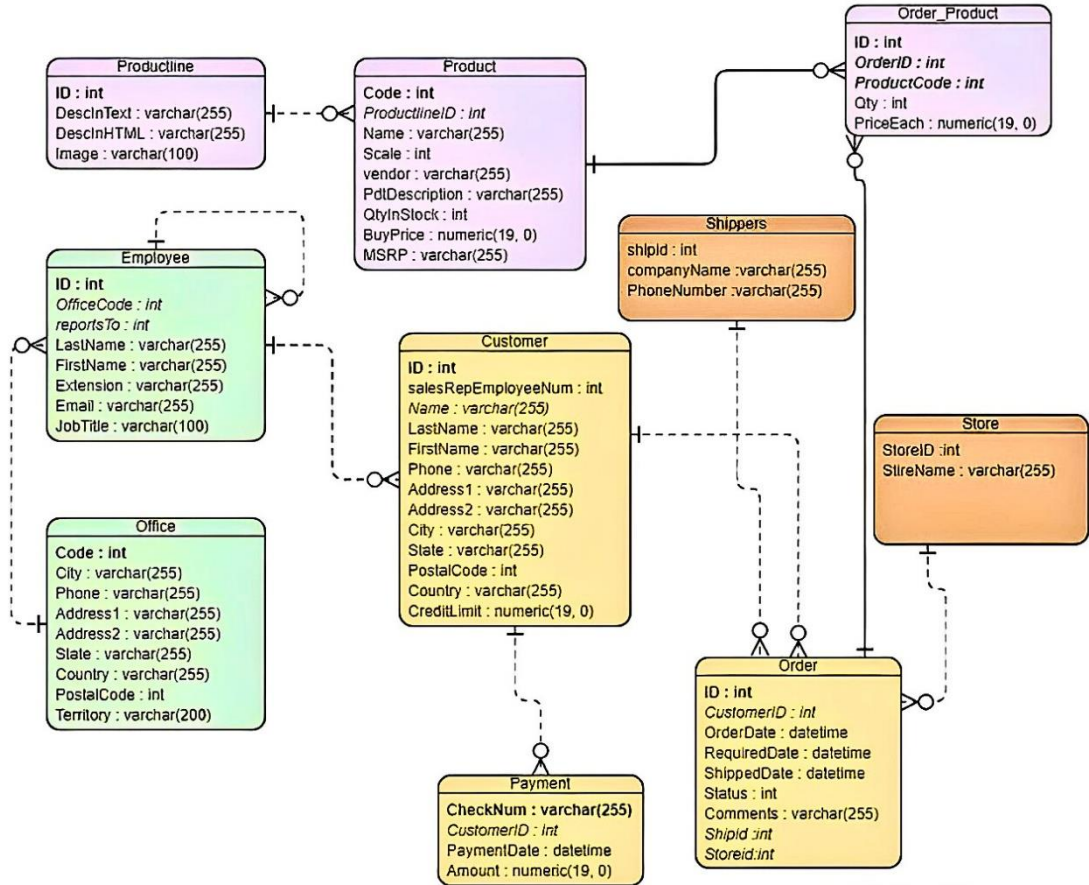 Productline
ID : int
DescInText : varchar(255)
DescInHTML : varchar(255)
Image : varchar(100)
Product
Code : int
ProductlineID : int
Name : varchar(255)
Scale : int
vendor : varchar(255)
PdtDescription : varchar(255)
QtyInStock : int
BuyPrice : numeric(19, 0)
MSRP : varchar(255)
Order_Product
ID : int
OrderID : int
ProductCode : int
Qty : int
PriceEach : numeric(19, 0)
Employee
ID : int
OfficeCode : int
reportsTo : int
LastName : varchar(255)
FirstName : varchar(255)
Extension : varchar(255)
Email : varchar(255)
JobTitle : varchar(100)
Shippers
shipId : int
companyName :varchar(255)
PhoneNumber :varchar(255)
Customer
ID : int
salesRepEmployeeNum : int
Name : varchar(255)
LastName : varchar(255)
FirstName : varchar(255)
Phone : varchar(255)
Address1 : varchar(255)
Address2 : varchar(255)
City : varchar(255)
State : varchar(255)
PostalCode : int
Country : varchar(255)
CreditLimit : numeric(19, 0)
Store
StoreID :int
StireName : varchar(255)
Office
Code : int
City : varchar(255)
Phone : varchar(255)
Address1 : varchar(255)
Address2 : varchar(255)
State : varchar(255)
Country : varchar(255)
PostalCode : int
Territory : varchar(200)
Order
ID : int
CustomerID : int
OrderDate : datetime
RequiredDate : datetime
ShippedDate : datetime
Status : int
Comments : varchar(255)
Shipid :int
Storeid:int
Payment
CheckNum : varchar(255)
CustomerID : int
PaymentDate : datetime
Amount : numeric(19, 0)